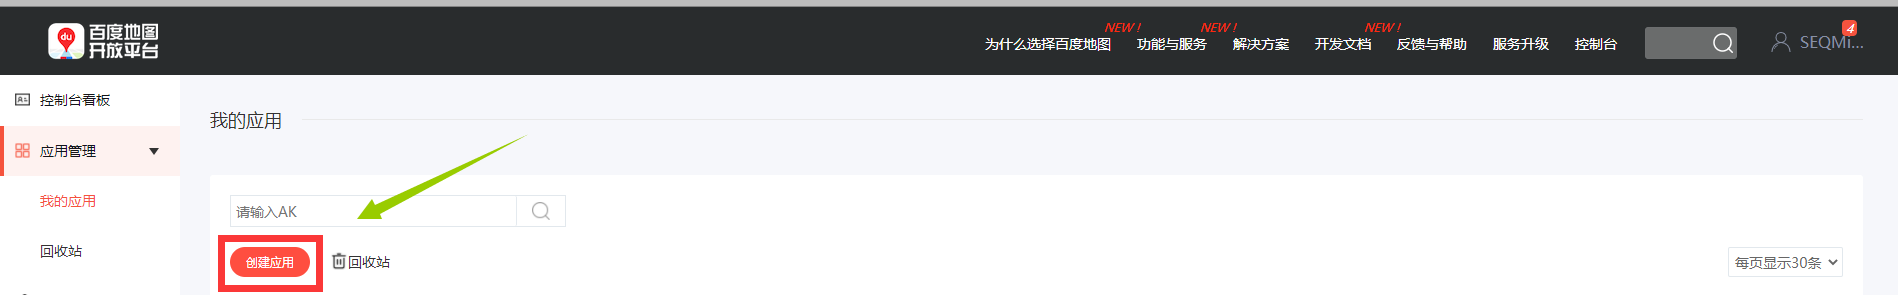 du 百度地图
开放平台
NEW !
NEW !
NEW !
为什么选择百度地图 功能与服务 解决方案 开发文档 反馈与帮助 服务升级 控制台
4
SEQMi...
控制台看板
应用管理
我的应用
回收站
我的应用
请输入AK
创建应用 回收站 每页显示30条